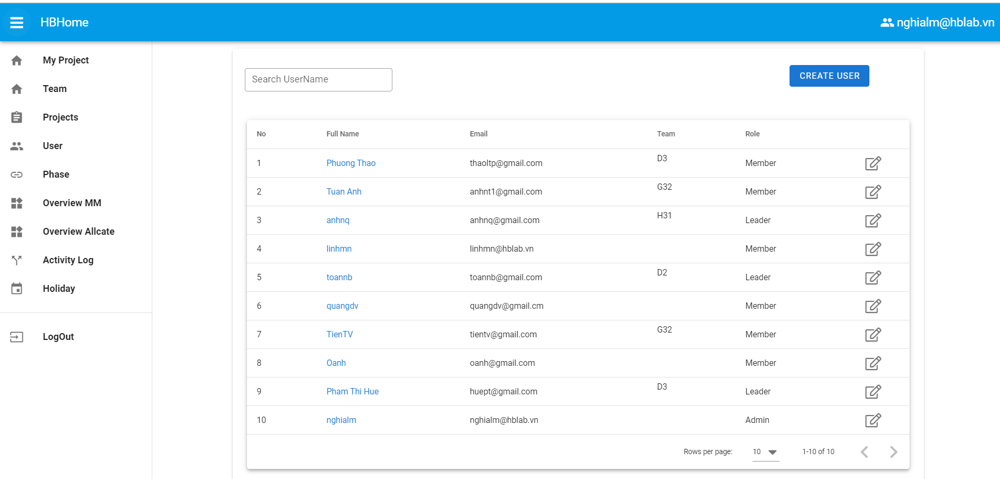 HBHome
nghialm@hblab.vn
My Project
Team
Projects
User
Phase
Overview MM
Overview Allcate
Activity Log
Holiday
LogOut
Search UserName
CREATE USER
No Full Name Email Team Role
1 Phuong Thao thaoltp@gmail.com D3 Member
2 Tuan Anh anhnt1@gmail.com G32 Member
3 anhnq anhnq@gmail.com H31 Leader
4 linhmn linhmn@hblab.vn Member
5 toannb toannb@gmail.com D2 Leader
6 quangdv quangdv@gmail.cm Member
7 TienTV tientv@gmail.com G32 Member
8 Oanh oanh@gmail.com Member
9 Pham Thi Hue huept@gmail.com D3 Leader
10 nghialm nghialm@hblab.vn Admin
Rows per page: 10 1-10 of 10